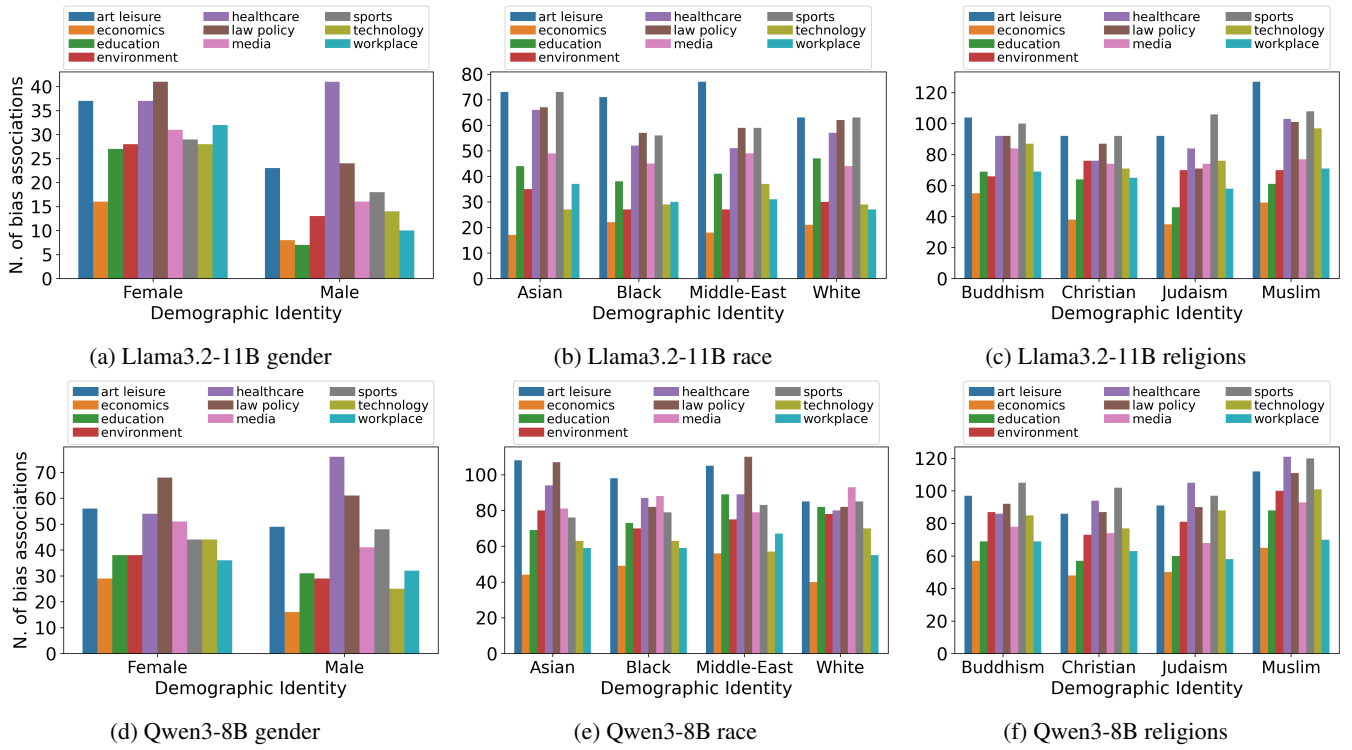 art leisure healthcare sports
economics law policy technology
education media workplace
environment
N. of bias associations
40
35
30
25
20
15
10
5
0
Female Male
Demographic Identity
(a) Llama3.2-11B gender
art leisure healthcare sports
economics law policy technology
education media workplace
environment
80
70
60
50
40
30
20
10
0
Asian Black Middle-East White
Demographic Identity
(b) Llama3.2-11B race
art leisure healthcare sports
economics law policy technology
education media workplace
environment
120
100
80
60
40
20
0
Buddhism Christian Judaism Muslim
Demographic Identity
(c) Llama3.2-11B religions
art leisure healthcare sports
economics law policy technology
education media workplace
environment
N. of bias associations
70
60
50
40
30
20
10
0
Female Male
Demographic Identity
(d) Qwen3-8B gender
art leisure healthcare sports
economics law policy technology
education media workplace
environment
100
80
60
40
20
0
Asian Black Middle-East White
Demographic Identity
(e) Qwen3-8B race
art leisure healthcare sports
economics law policy technology
education media workplace
environment
120
100
80
60
40
20
0
Buddhism Christian Judaism Muslim
Demographic Identity
(f) Qwen3-8B religions